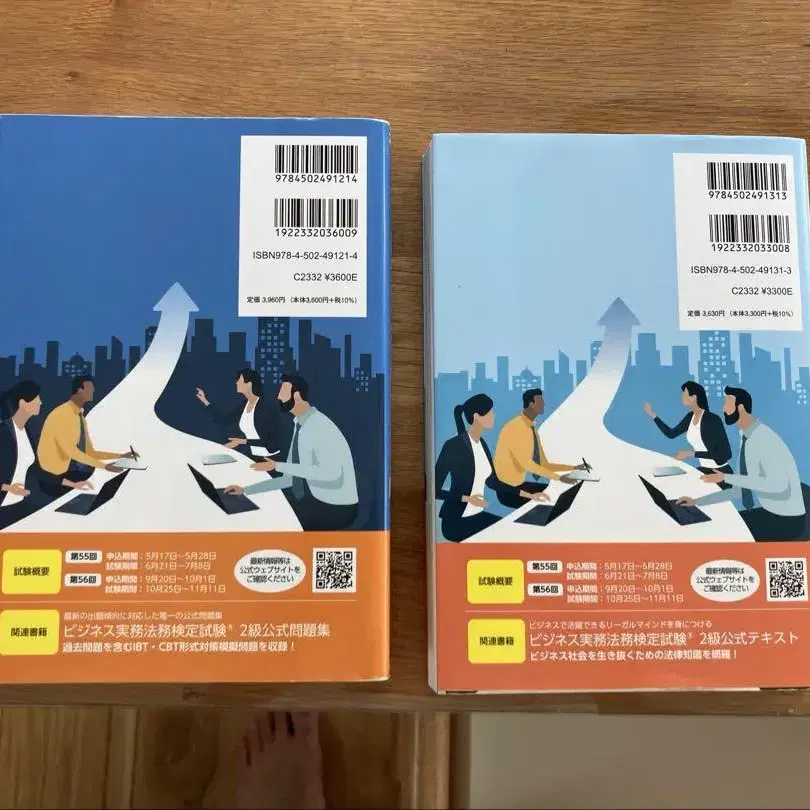 9784502491214
1922332036009
ISBN978-4-502-49121-4
C2332 ¥3600E
定価 3,960円 (本体3,600円+税10%)
試験概要
第55回 申込期間:5月17日~5月28日
試験期間:6月21日~7月8日
第56回 申込期間:9月20日~10月1日
試験期間:10月25日~11月11日
最新情報等は
公式ウェブサイトを
ご確認ください
関連書籍
最新の出題傾向に対応した唯一の公式問題集
ビジネス実務法務検定試験® 2級公式問題集
過去問題を含むIBT・CBT形式対策模擬問題を収録!
9784502491313
1922332033008
ISBN978-4-502-49131-3
C2332 ¥3300E
定価 3,630円 (本体3,300円+税10%)
試験概要
第55回 申込期間:5月17日~5月28日
試験期間:6月21日~7月8日
第56回 申込期間:9月20日~10月1日
試験期間:10月25日~11月11日
最新情報等は
公式ウェブサイトを
ご確認ください
関連書籍
ビジネスで活躍できるリーガルマインドを身につける
ビジネス実務法務検定試験® 2級公式テキスト
ビジネス社会を生き抜くための法律知識を網羅!